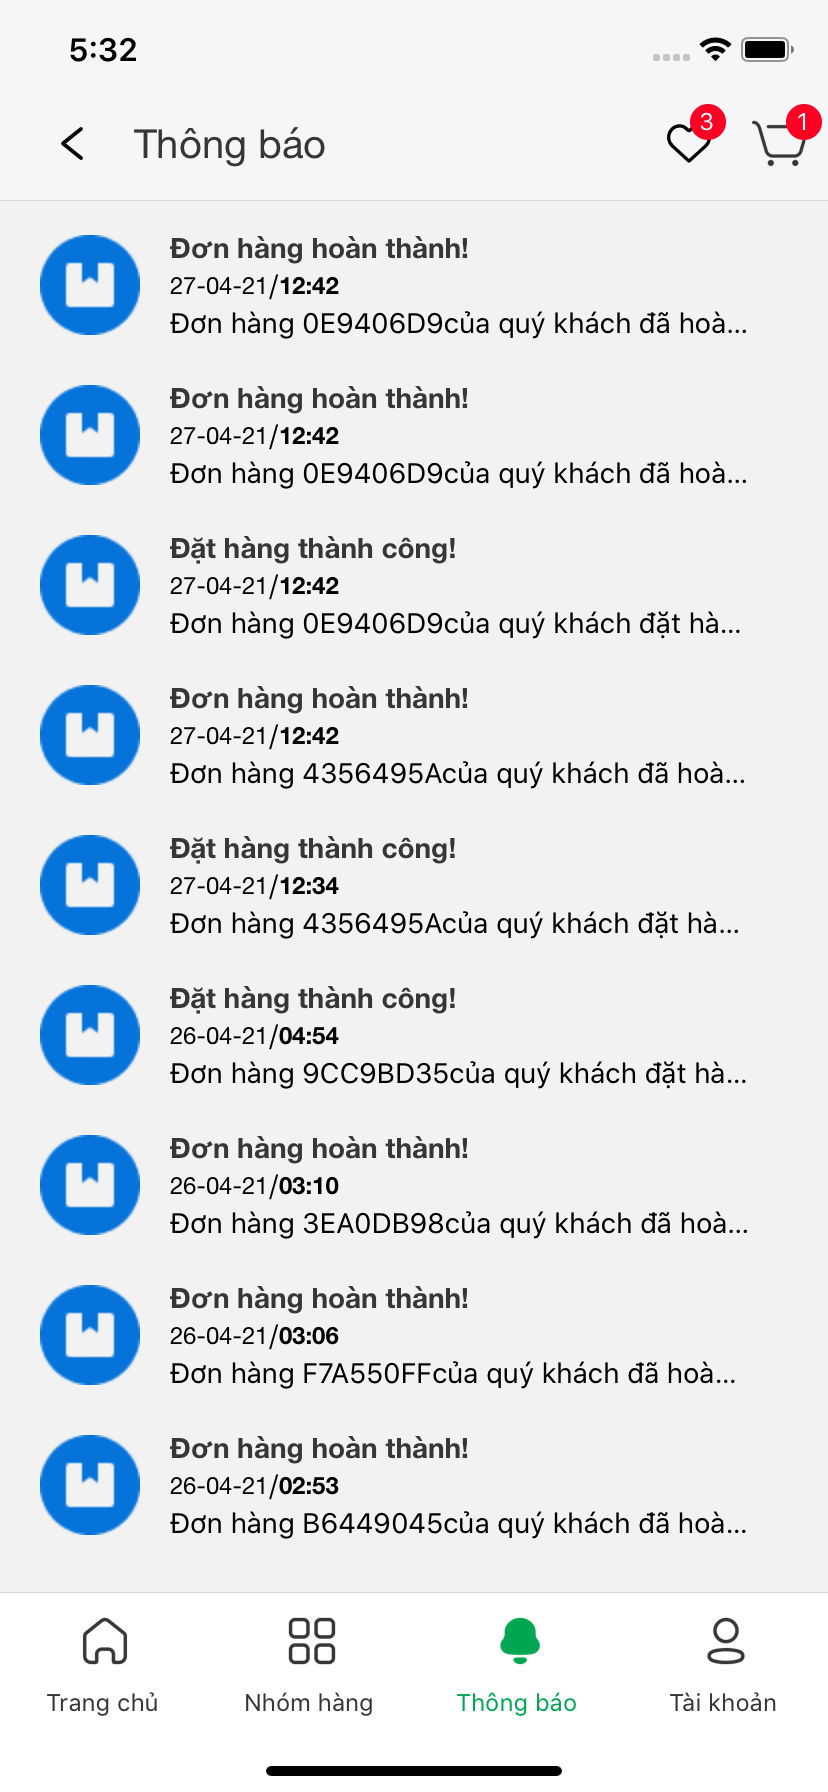 5:32
Thông báo
3
1
Đơn hàng hoàn thành!
27-04-21/12:42
Đơn hàng 0E9406D9của quý khách đã hoà...
Đơn hàng hoàn thành!
27-04-21/12:42
Đơn hàng 0E9406D9của quý khách đã hoà...
Đặt hàng thành công!
27-04-21/12:42
Đơn hàng 0E9406D9của quý khách đặt hà...
Đơn hàng hoàn thành!
27-04-21/12:42
Đơn hàng 4356495Acủa quý khách đã hoà...
Đặt hàng thành công!
27-04-21/12:34
Đơn hàng 4356495Acủa quý khách đặt hà...
Đặt hàng thành công!
26-04-21/04:54
Đơn hàng 9CC9BD35của quý khách đặt hà...
Đơn hàng hoàn thành!
26-04-21/03:10
Đơn hàng 3EA0DB98của quý khách đã hoà...
Đơn hàng hoàn thành!
26-04-21/03:06
Đơn hàng F7A550FFcủa quý khách đã hoà...
Đơn hàng hoàn thành!
26-04-21/02:53
Đơn hàng B6449045của quý khách đã hoà...
Trang chủ
Nhóm hàng
Thông báo
Tài khoản